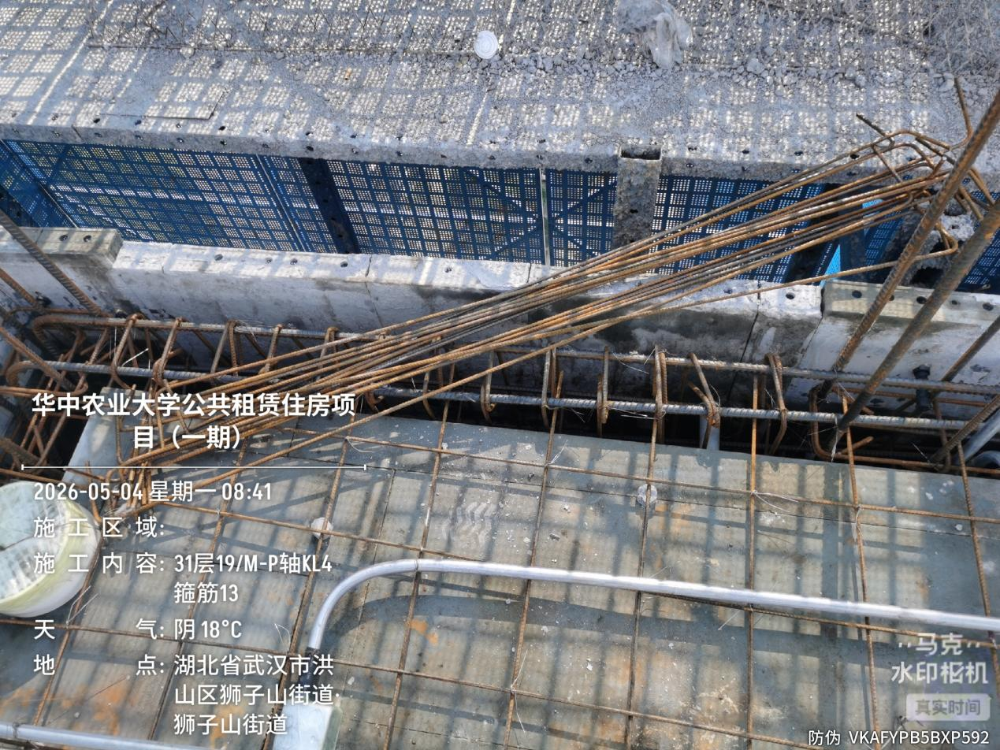 华中农业大学公共租赁住房项
目（一期）
2026-05-04 星期一 08:41
施工区域:
施工内容: 31层19/M-P轴KL4
箍筋13
天气: 阴 18°C
地点: 湖北省武汉市洪
山区狮子山街道·
狮子山街道
马克
水印相机
真实时间
防伪 VKAFYPB5BXP592